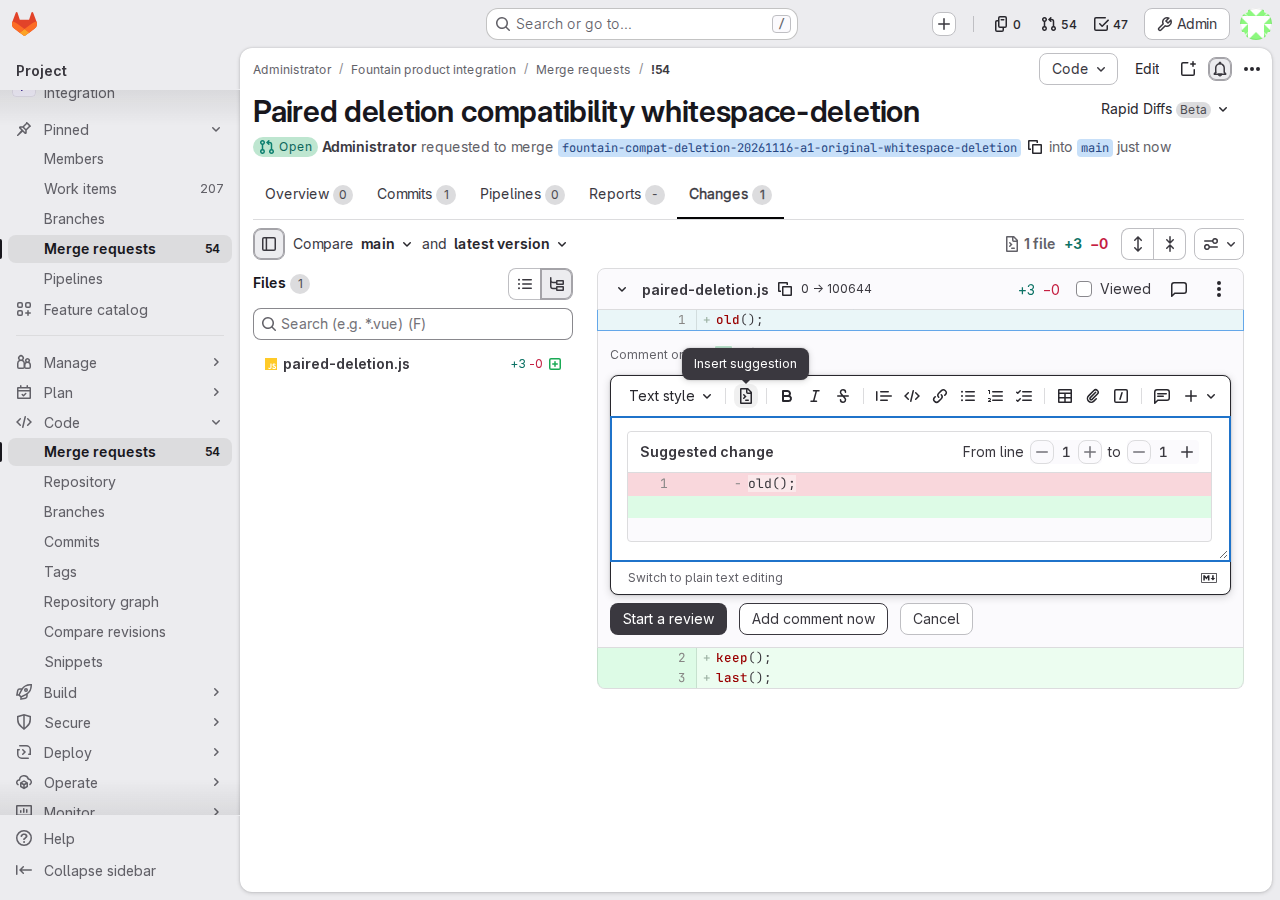 Search or go to...
/
0
54
47
Admin
Project
Integration
Pinned
Members
Work items 207
Branches
Merge requests 54
Pipelines
Feature catalog
Manage
Plan
Code
Merge requests 54
Repository
Branches
Commits
Tags
Repository graph
Compare revisions
Snippets
Build
Secure
Deploy
Operate
Monitor
Help
Collapse sidebar
Administrator / Fountain product integration / Merge requests / !54
Code
Edit
Paired deletion compatibility whitespace-deletion
Rapid Diffs Beta
Open Administrator requested to merge fountain-compat-deletion-20261116-a1-original-whitespace-deletion into main just now
Overview 0
Commits 1
Pipelines 0
Reports -
Changes 1
Compare main and latest version
1 file +3 −0
Files 1
Search (e.g. *.vue) (F)
JS paired-deletion.js +3 -0
paired-deletion.js 0 → 100644 +3 −0 Viewed
1 + old();
Comment on
Insert suggestion
Text style
Suggested change From line 1 to 1
1 - old();
Switch to plain text editing
Start a review
Add comment now
Cancel
2 + keep();
3 + last();